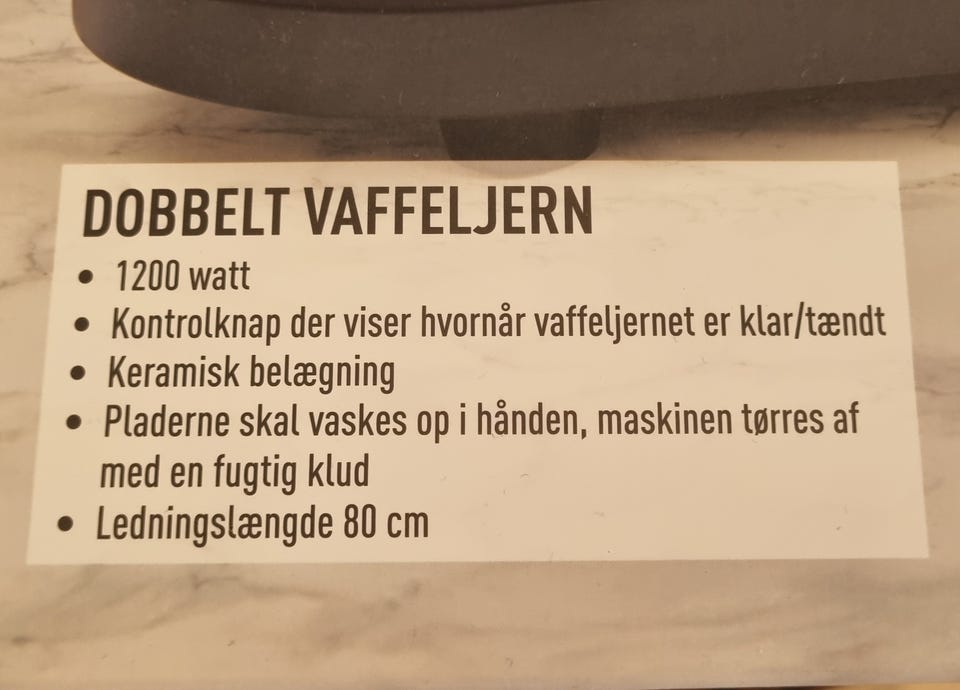 DOBBELT VAFFELJERN
• 1200 watt
• Kontrolknap der viser hvornår vaffeljernet er klar/tændt
• Keramisk belægning
• Pladerne skal vaskes op i hånden, maskinen tørres af
med en fugtig klud
• Ledningslængde 80 cm